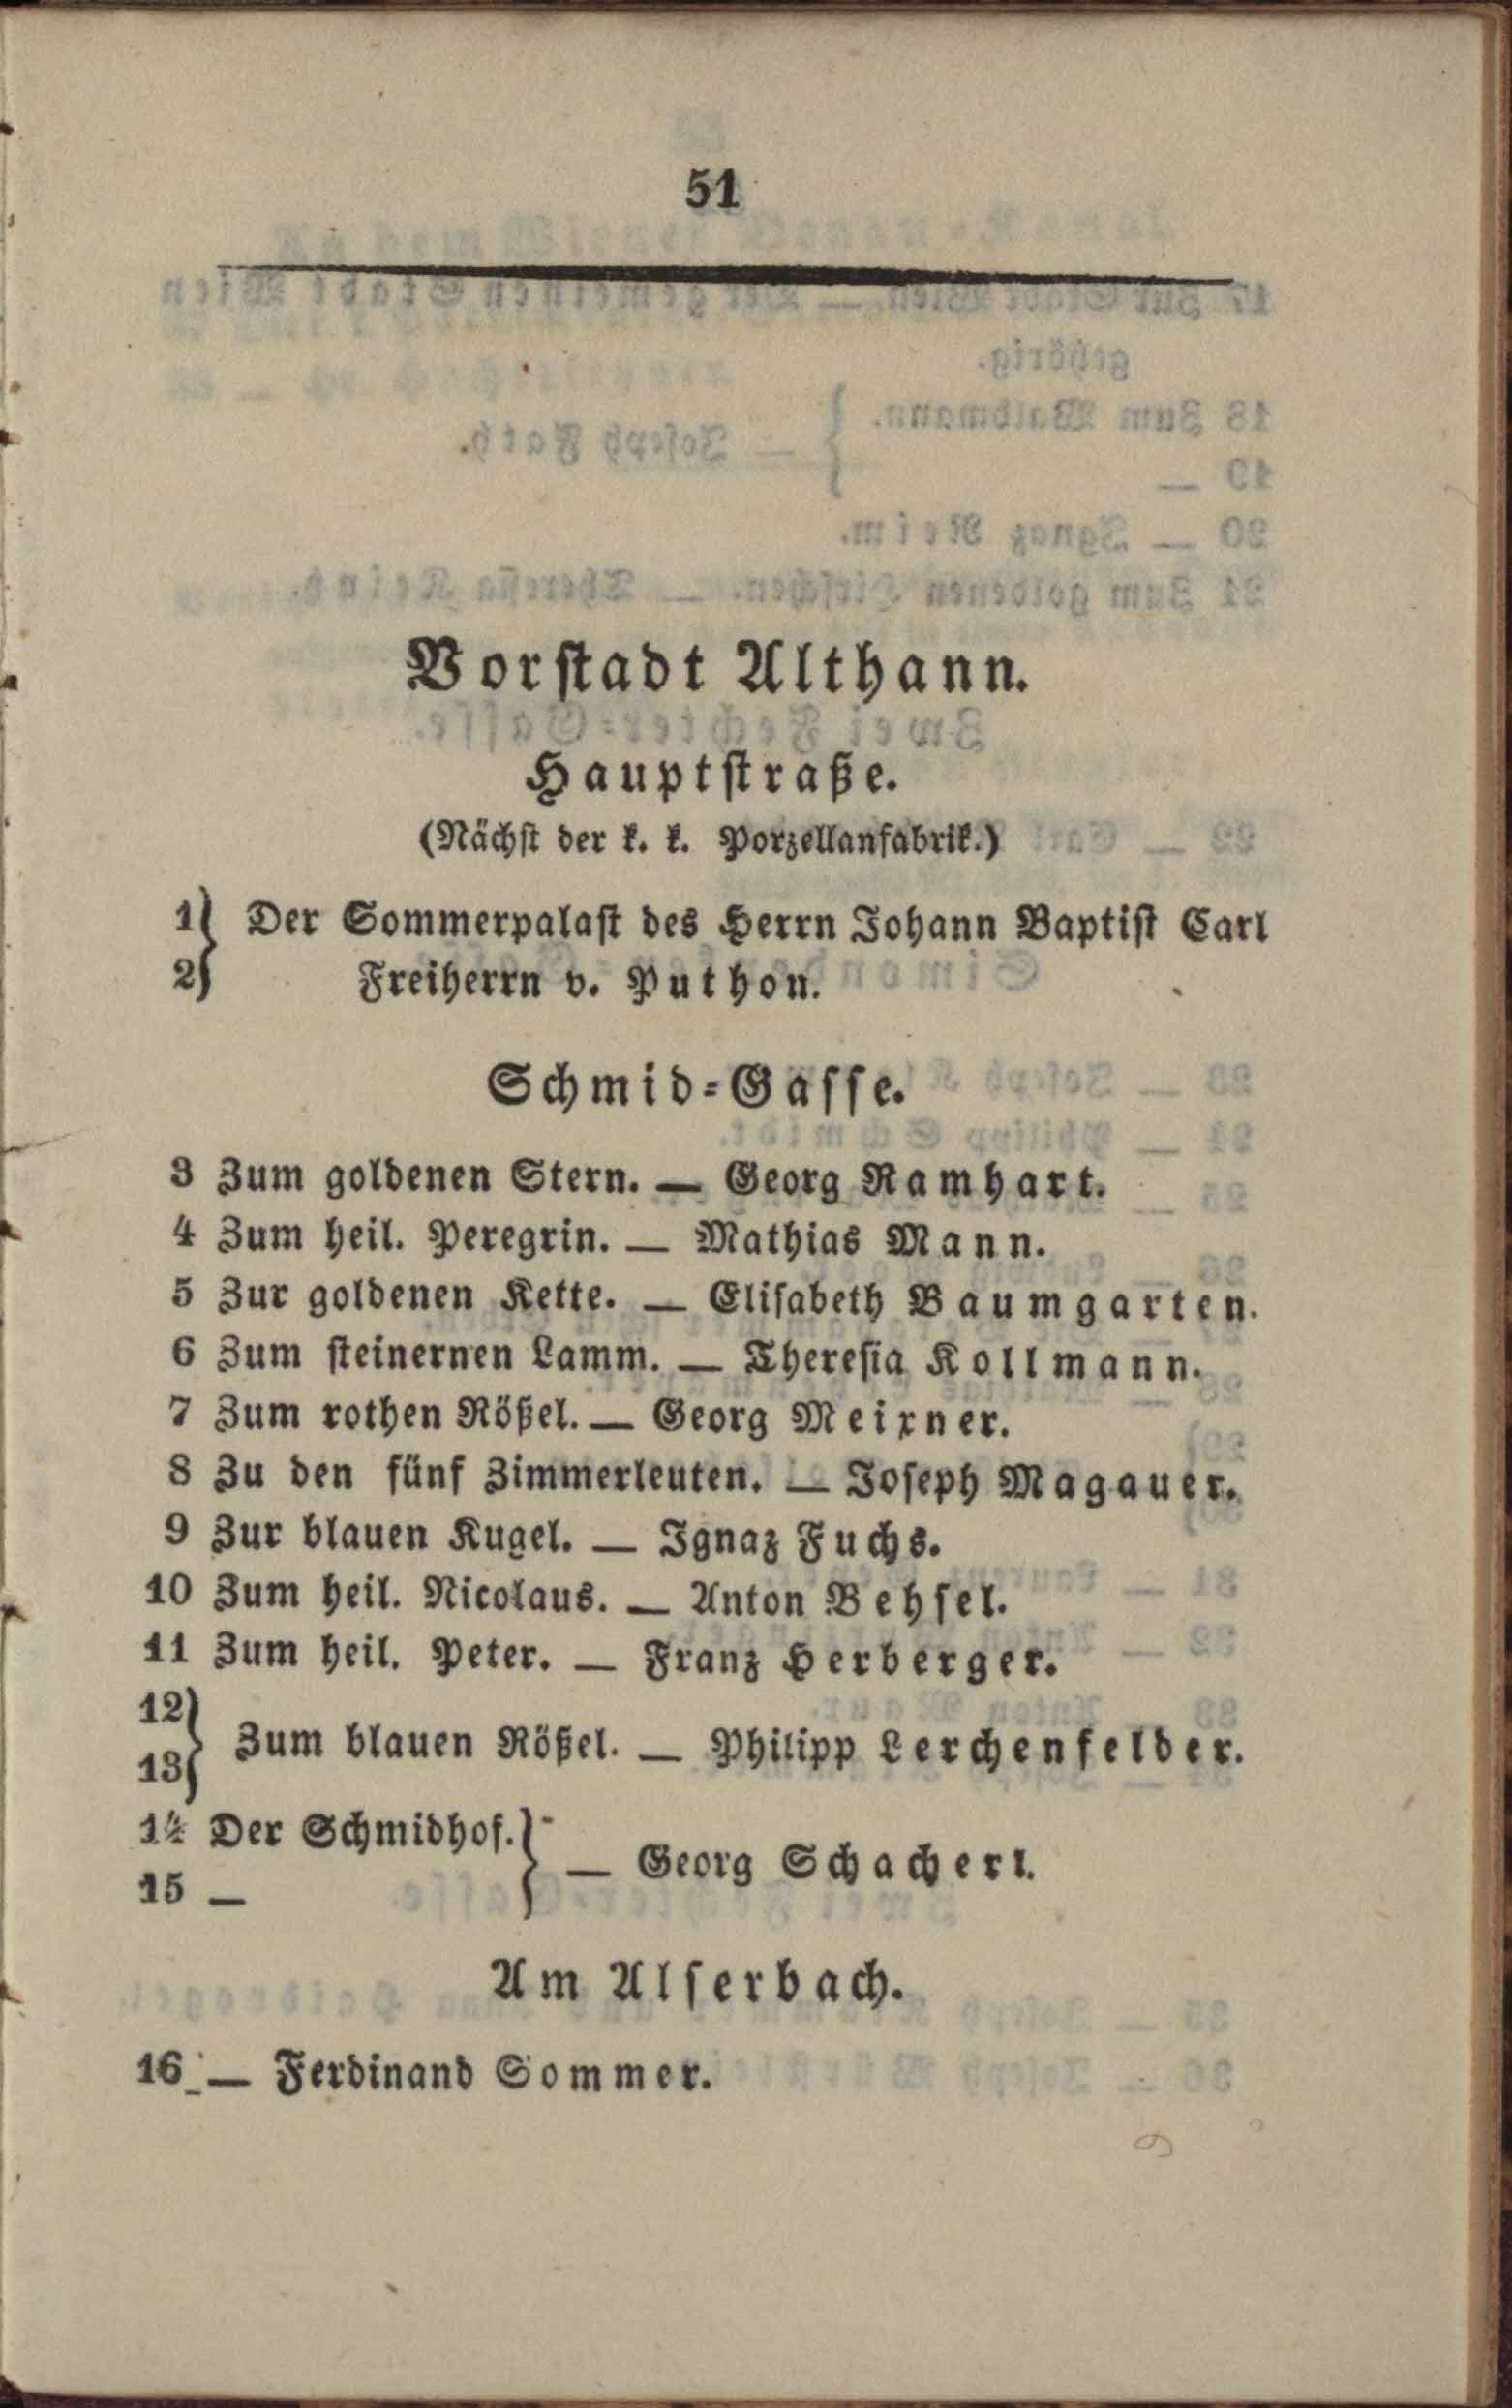 51
Vorstadt Althann.
Hauptstraße.
(Nächst der k. k. Porzellanfabrik.)
1 Der Sommerpalast des Herrn Johann Baptist Carl
2 Freiherrn v. Puthon.
Schmid-Gasse.
3 Zum goldenen Stern. — Georg Ramhart.
4 Zum heil. Peregrin. — Mathias Mann.
5 Zur goldenen Kette. — Elisabeth Baumgarten.
6 Zum steinernen Lamm. — Theresia Kollmann.
7 Zum rothen Rößel. — Georg Meixner.
8 Zu den fünf Zimmerleuten. — Joseph Magauer.
9 Zur blauen Kugel. — Ignaz Fuchs.
10 Zum heil. Nicolaus. — Anton Behsel.
11 Zum heil. Peter. — Franz Herberger.
12
13 Zum blauen Rößel. — Philipp Lerchenfelder.
14 Der Schmidhof.
15 — — Georg Schacherl.
Am Alserbach.
16 — Ferdinand Sommer.